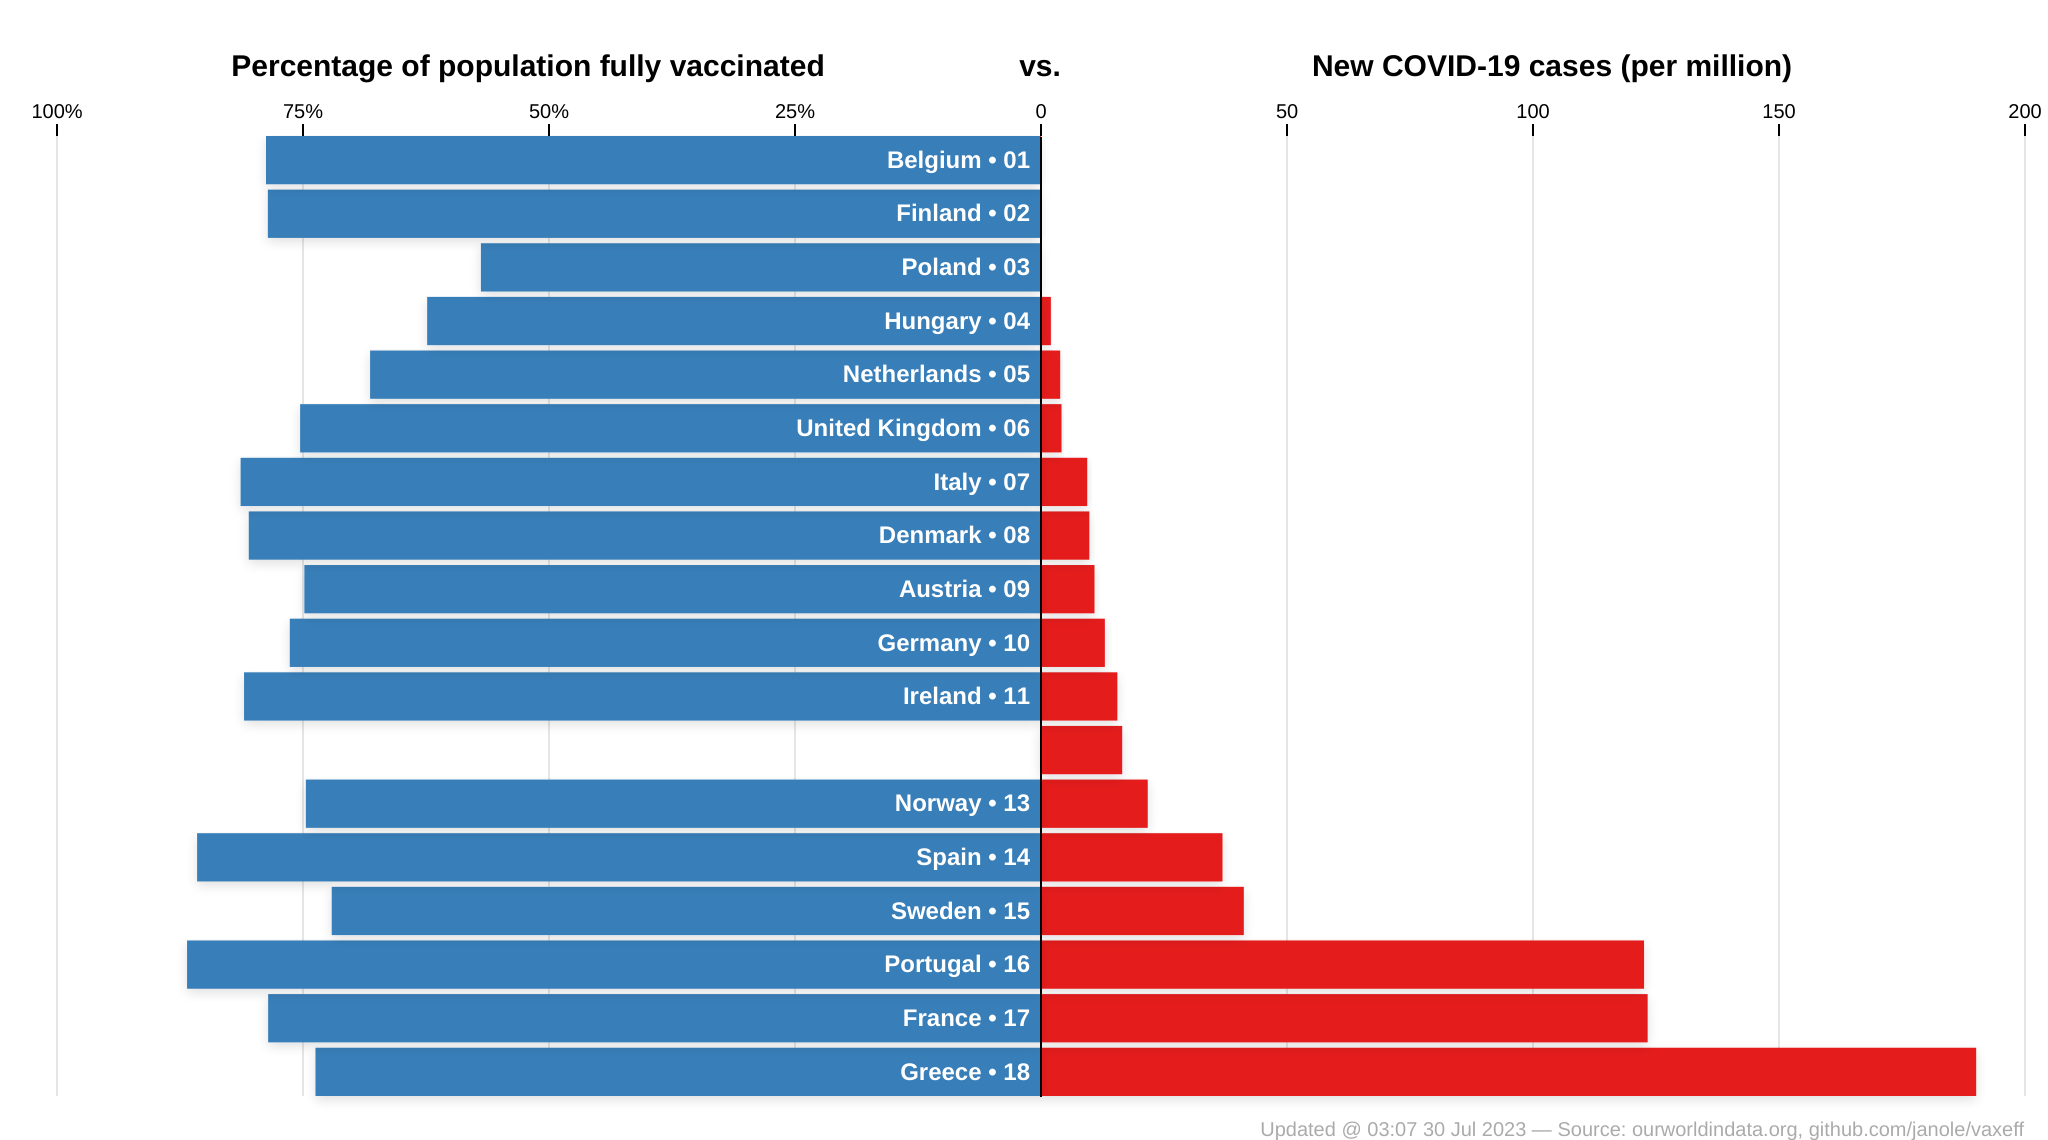 Percentage of population fully vaccinated vs. New COVID-19 cases (per million)
100% 75% 50% 25% 0 50 100 150 200
Belgium • 01
Finland • 02
Poland • 03
Hungary • 04
Netherlands • 05
United Kingdom • 06
Italy • 07
Denmark • 08
Austria • 09
Germany • 10
Ireland • 11
Norway • 13
Spain • 14
Sweden • 15
Portugal • 16
France • 17
Greece • 18
Updated @ 03:07 30 Jul 2023 — Source: ourworldindata.org, github.com/janole/vaxeff